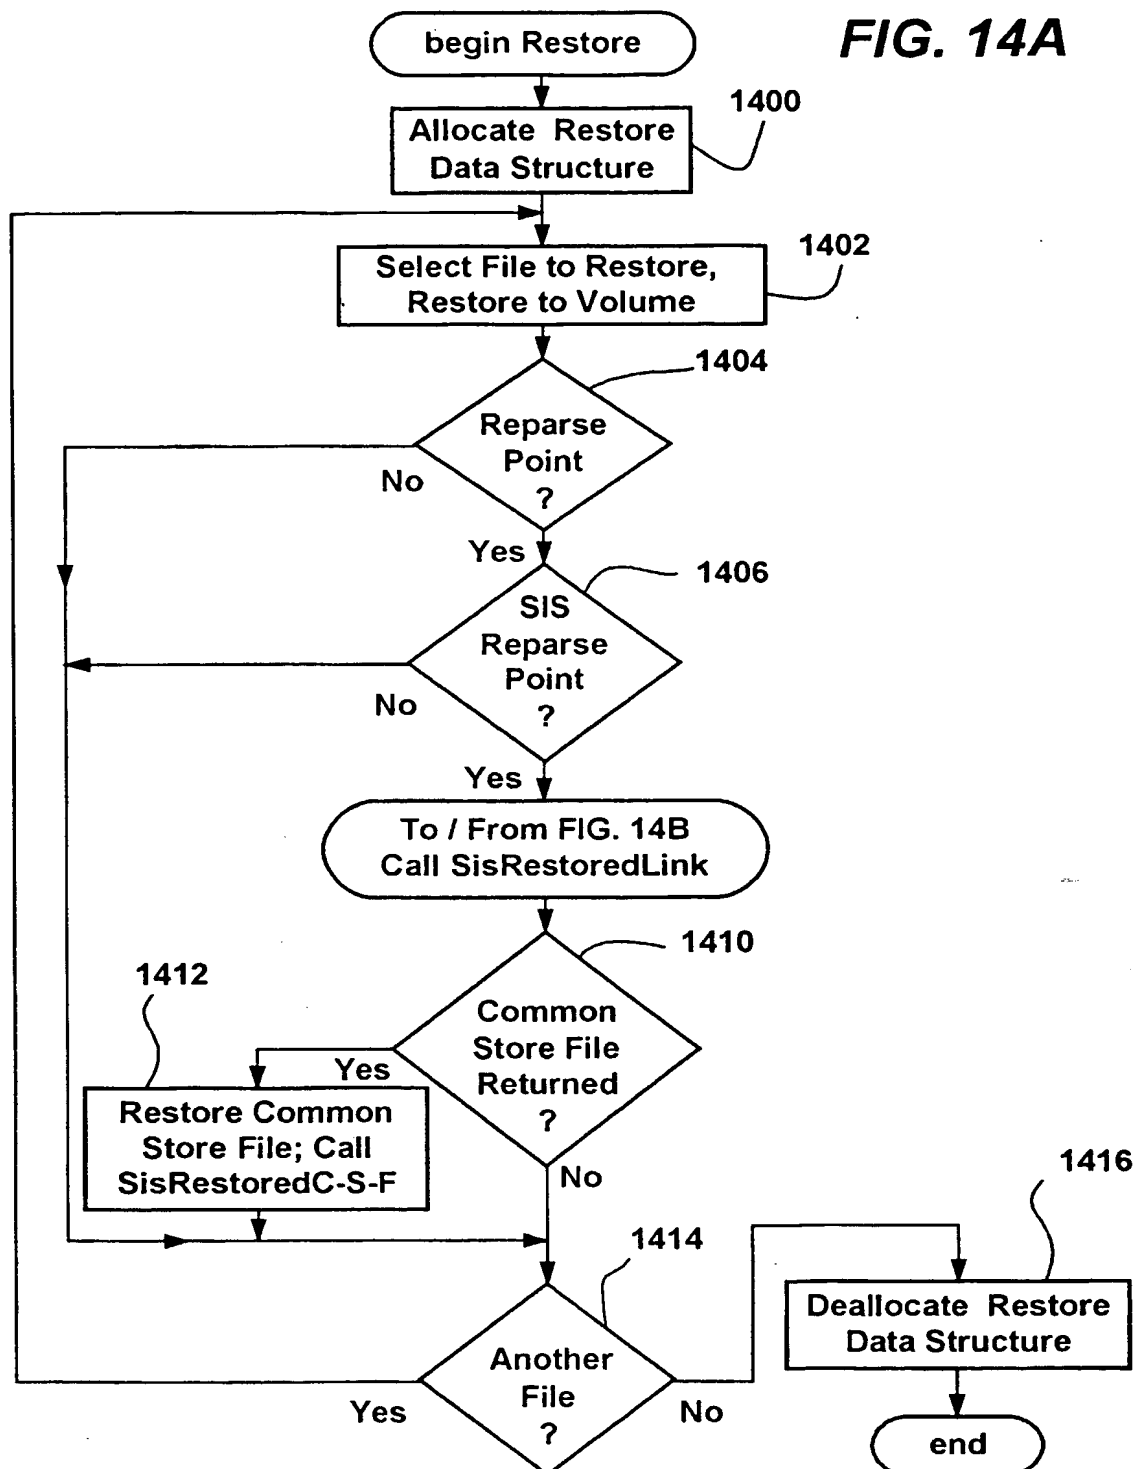 begin Restore
FIG. 14A
1400
Allocate Restore
Data Structure
1402
Select File to Restore,
Restore to Volume
1404
Reparse
Point
?
No
Yes
1406
SIS
Reparse
Point
?
No
Yes
To / From FIG. 14B
Call SisRestoredLink
1410
1412
Common
Store File
Returned
?
Yes
Restore Common
Store File; Call
SisRestoredC-S-F
No
1416
1414
Deallocate Restore
Data Structure
Another
File
?
Yes
No
end